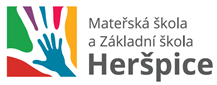 Mateřská škola
a Základní škola
Heršpice